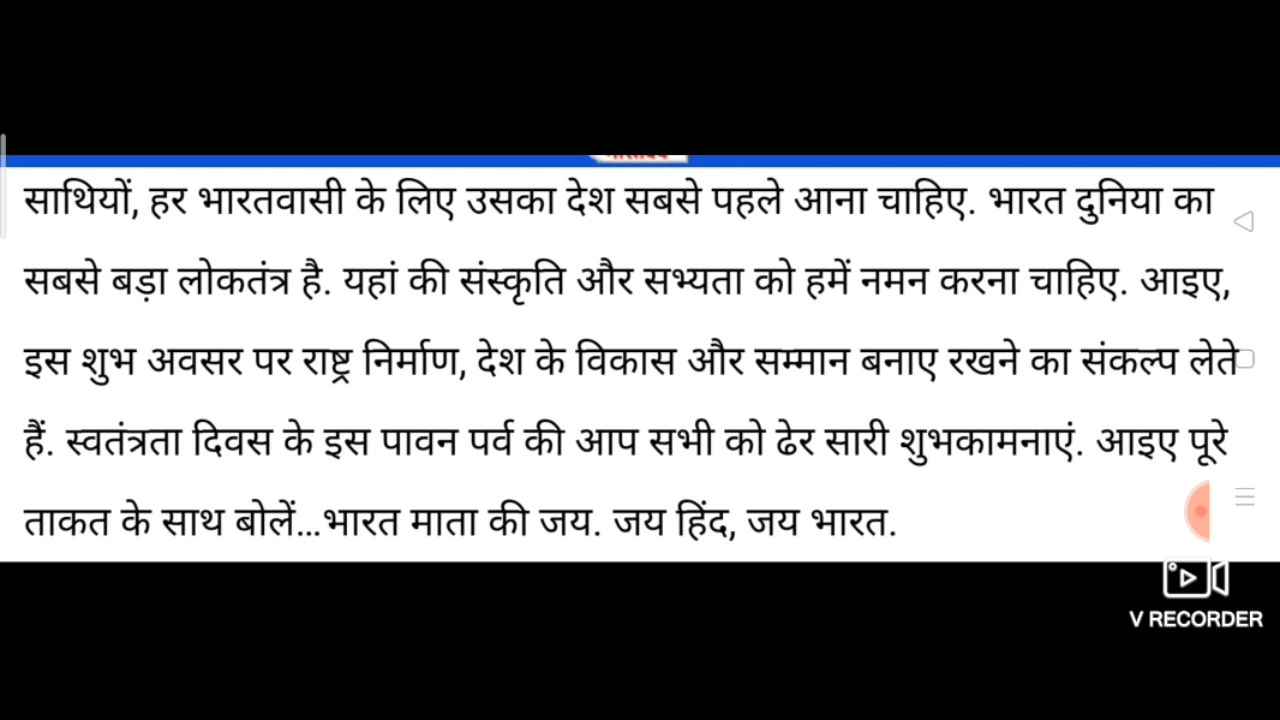 साथियों, हर भारतवासी के लिए उसका देश सबसे पहले आना चाहिए. भारत दुनिया का
सबसे बड़ा लोकतंत्र है. यहां की संस्कृति और सभ्यता को हमें नमन करना चाहिए. आइए,
इस शुभ अवसर पर राष्ट्र निर्माण, देश के विकास और सम्मान बनाए रखने का संकल्प लेते
हैं. स्वतंत्रता दिवस के इस पावन पर्व की आप सभी को ढेर सारी शुभकामनाएं. आइए पूरे
ताकत के साथ बोलें...भारत माता की जय. जय हिंद, जय भारत.
V RECORDER